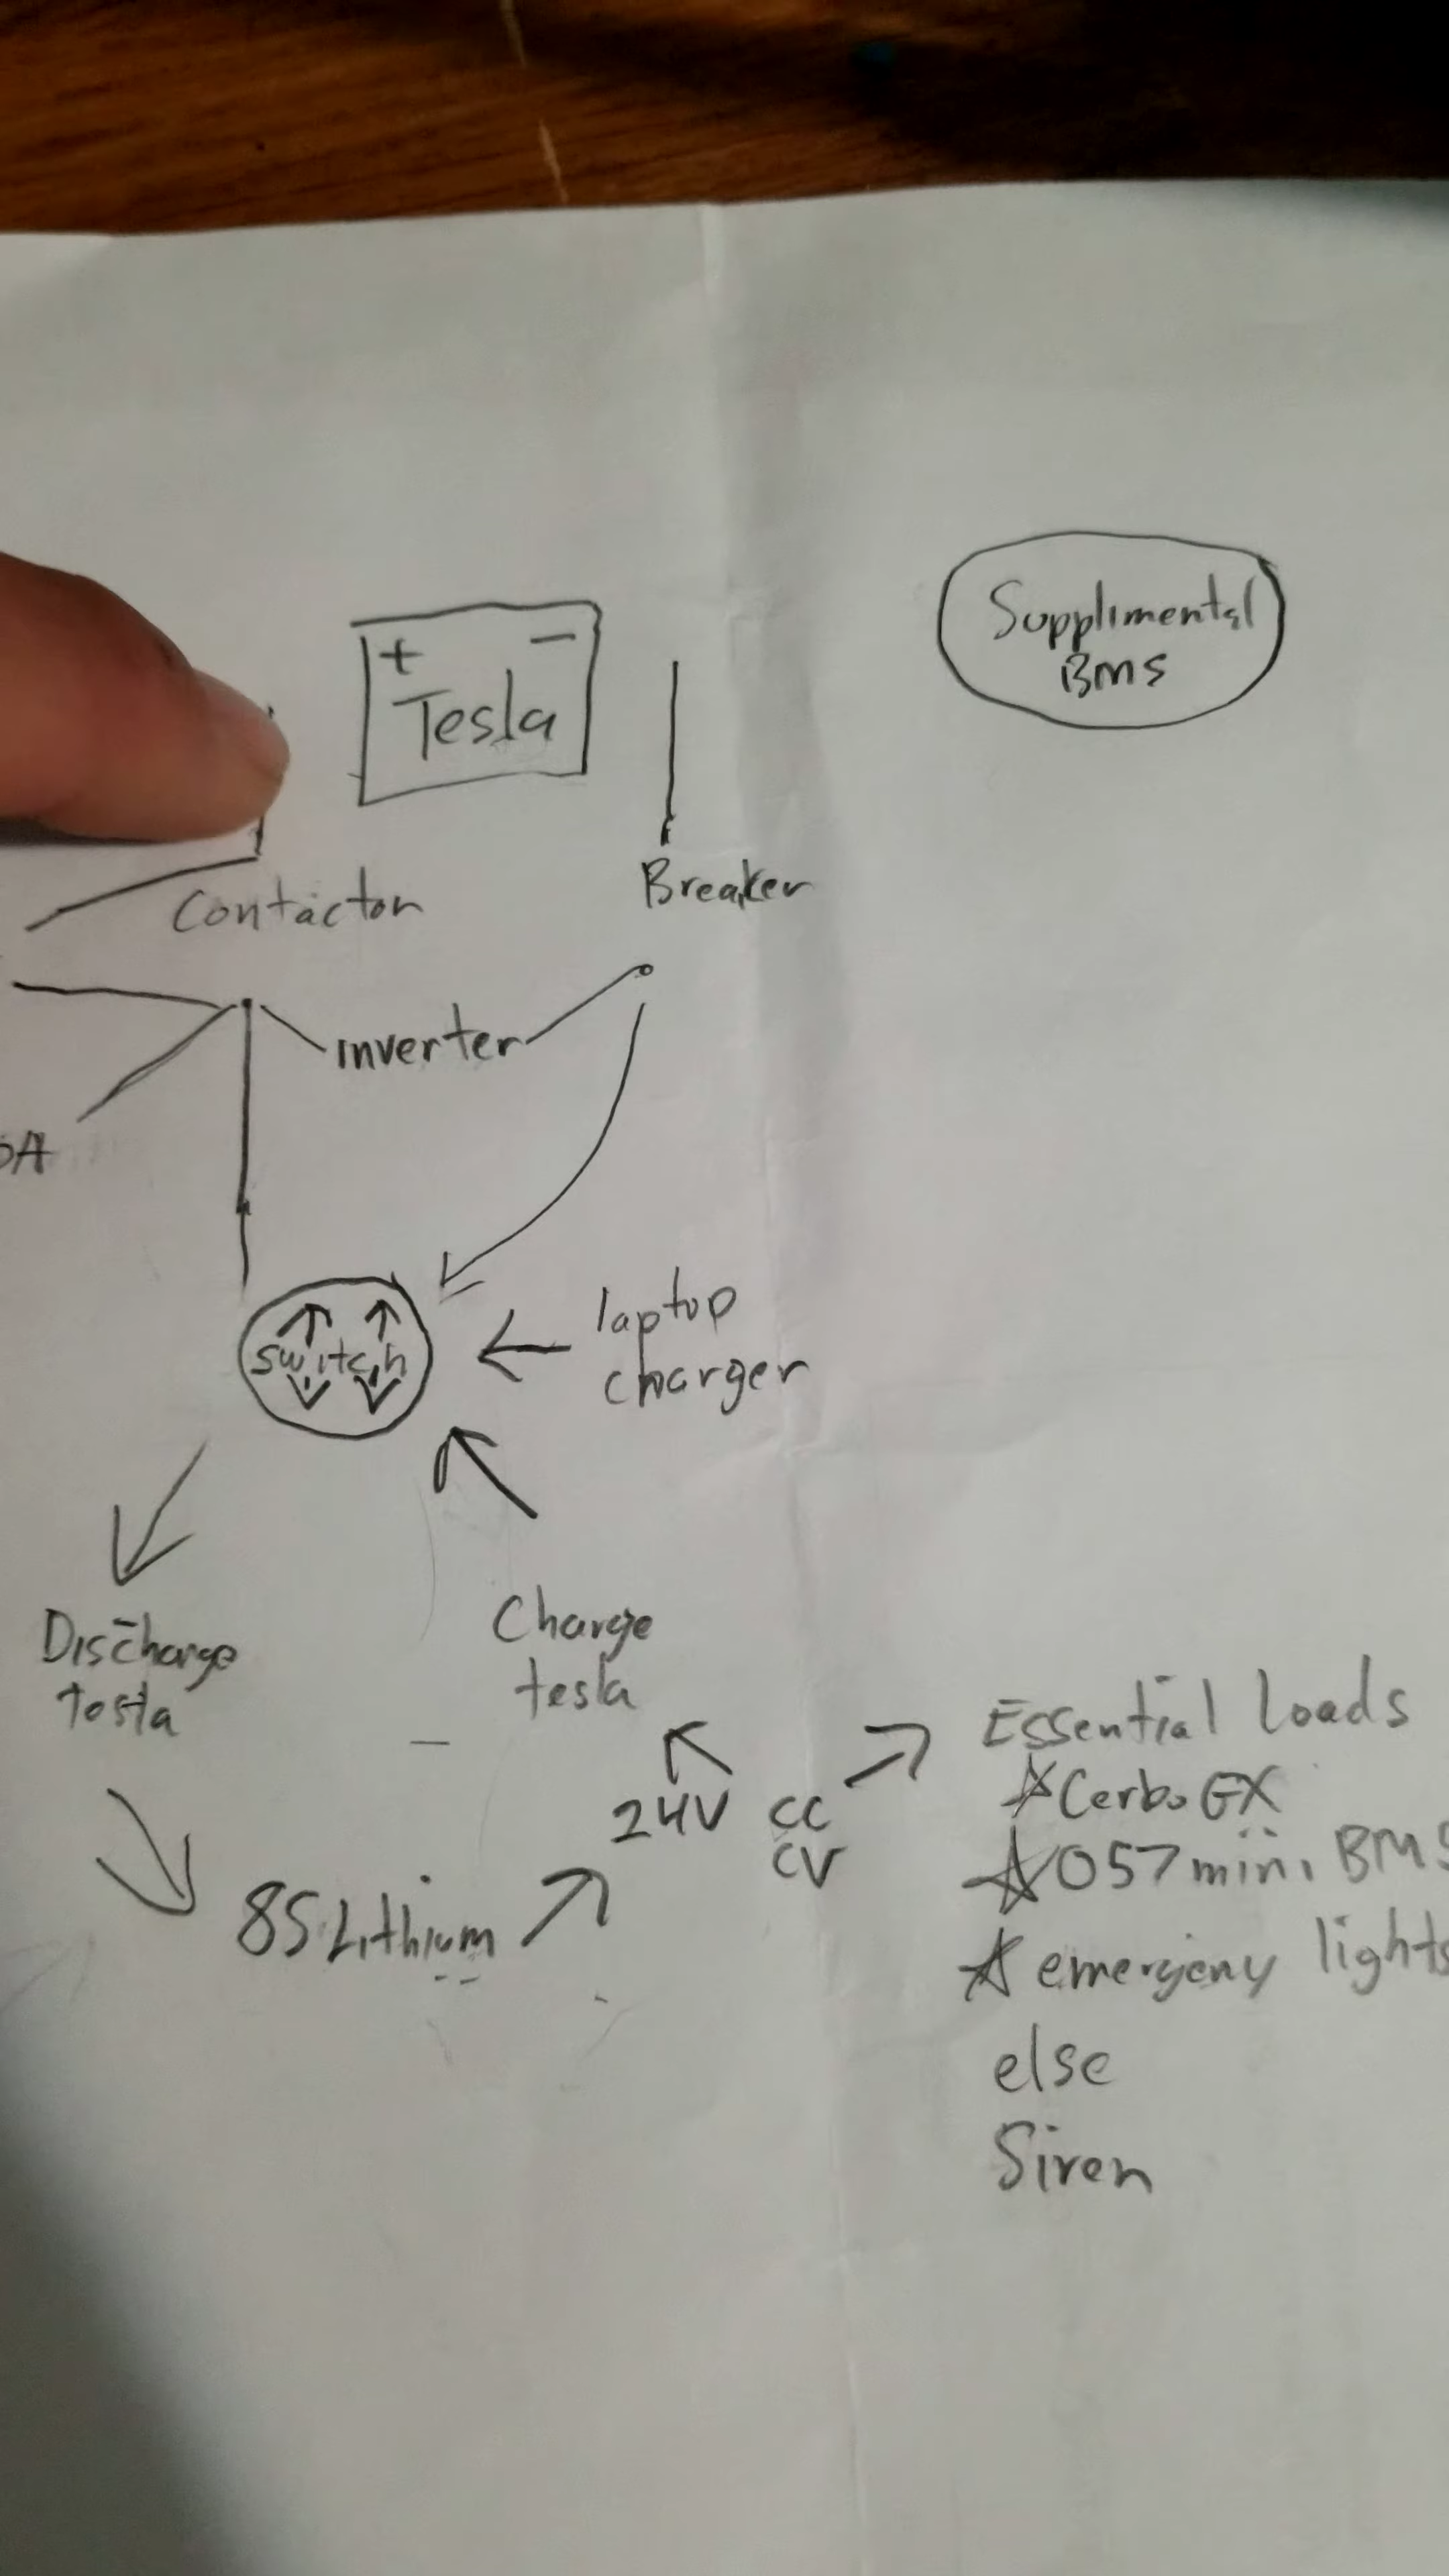 Supplimental
BMS
+ −
Tesla
Contactor
Breaker
inverter
switch
laptop
charger
Discharge
tesla
Charge
tesla
24V CC
CV
8S Lithium
Essential loads
Cerbo GX
057 mini BMS
emergeny lights
else
Siren